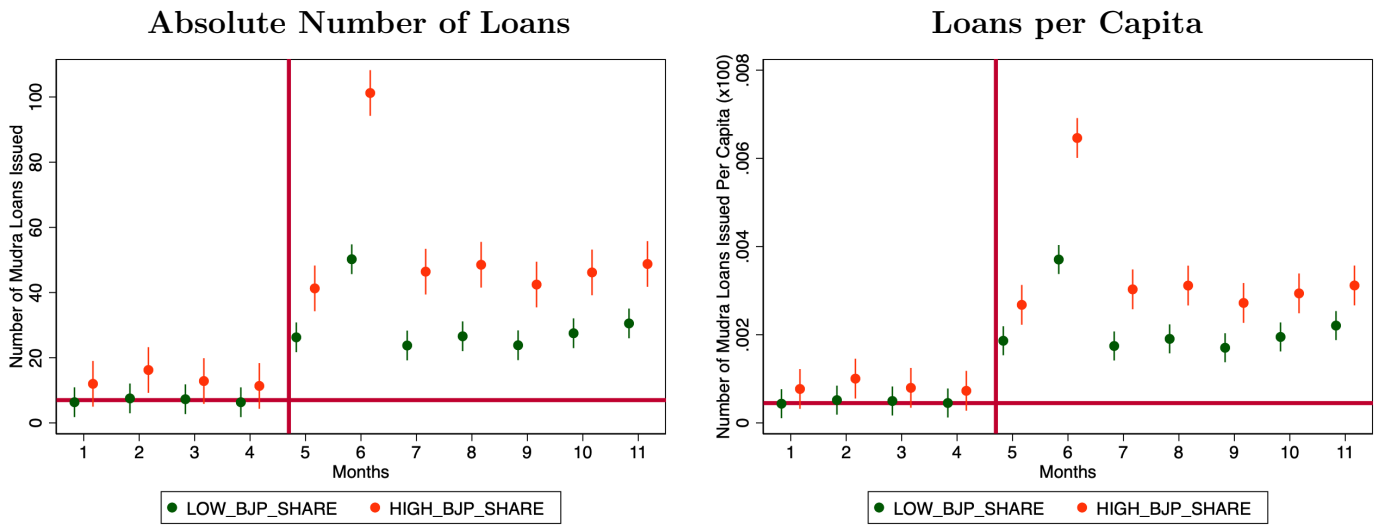 Absolute Number of Loans
Number of Mudra Loans Issued
100
80
60
40
20
0
1 2 3 4 5 6 7 8 9 10 11
Months
LOW_BJP_SHARE HIGH_BJP_SHARE
Loans per Capita
Number of Mudra Loans Issued Per Capita (x100)
.008
.006
.004
.002
0
1 2 3 4 5 6 7 8 9 10 11
Months
LOW_BJP_SHARE HIGH_BJP_SHARE